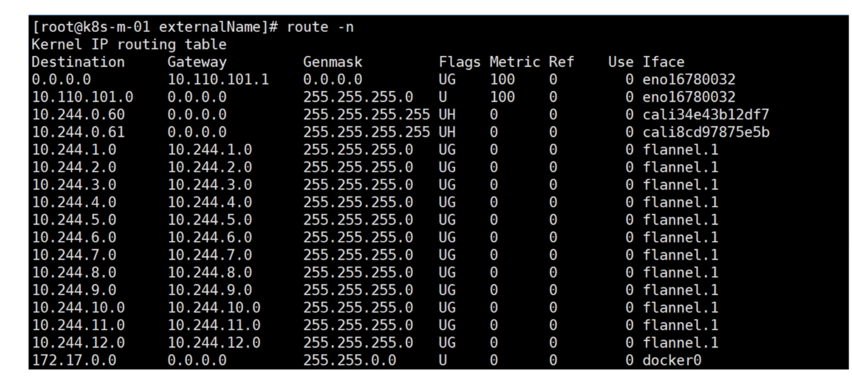 [root@k8s-m-01 externalName]# route -n
Kernel IP routing table
Destination     Gateway         Genmask         Flags Metric Ref    Use Iface
0.0.0.0         10.110.101.1    0.0.0.0         UG    100    0        0 eno16780032
10.110.101.0    0.0.0.0         255.255.255.0   U     100    0        0 eno16780032
10.244.0.60     0.0.0.0         255.255.255.255 UH    0      0        0 cali34e43b12df7
10.244.0.61     0.0.0.0         255.255.255.255 UH    0      0        0 cali8cd97875e5b
10.244.1.0      10.244.1.0      255.255.255.0   UG    0      0        0 flannel.1
10.244.2.0      10.244.2.0      255.255.255.0   UG    0      0        0 flannel.1
10.244.3.0      10.244.3.0      255.255.255.0   UG    0      0        0 flannel.1
10.244.4.0      10.244.4.0      255.255.255.0   UG    0      0        0 flannel.1
10.244.5.0      10.244.5.0      255.255.255.0   UG    0      0        0 flannel.1
10.244.6.0      10.244.6.0      255.255.255.0   UG    0      0        0 flannel.1
10.244.7.0      10.244.7.0      255.255.255.0   UG    0      0        0 flannel.1
10.244.8.0      10.244.8.0      255.255.255.0   UG    0      0        0 flannel.1
10.244.9.0      10.244.9.0      255.255.255.0   UG    0      0        0 flannel.1
10.244.10.0     10.244.10.0     255.255.255.0   UG    0      0        0 flannel.1
10.244.11.0     10.244.11.0     255.255.255.0   UG    0      0        0 flannel.1
10.244.12.0     10.244.12.0     255.255.255.0   UG    0      0        0 flannel.1
172.17.0.0      0.0.0.0         255.255.0.0     U     0      0        0 docker0